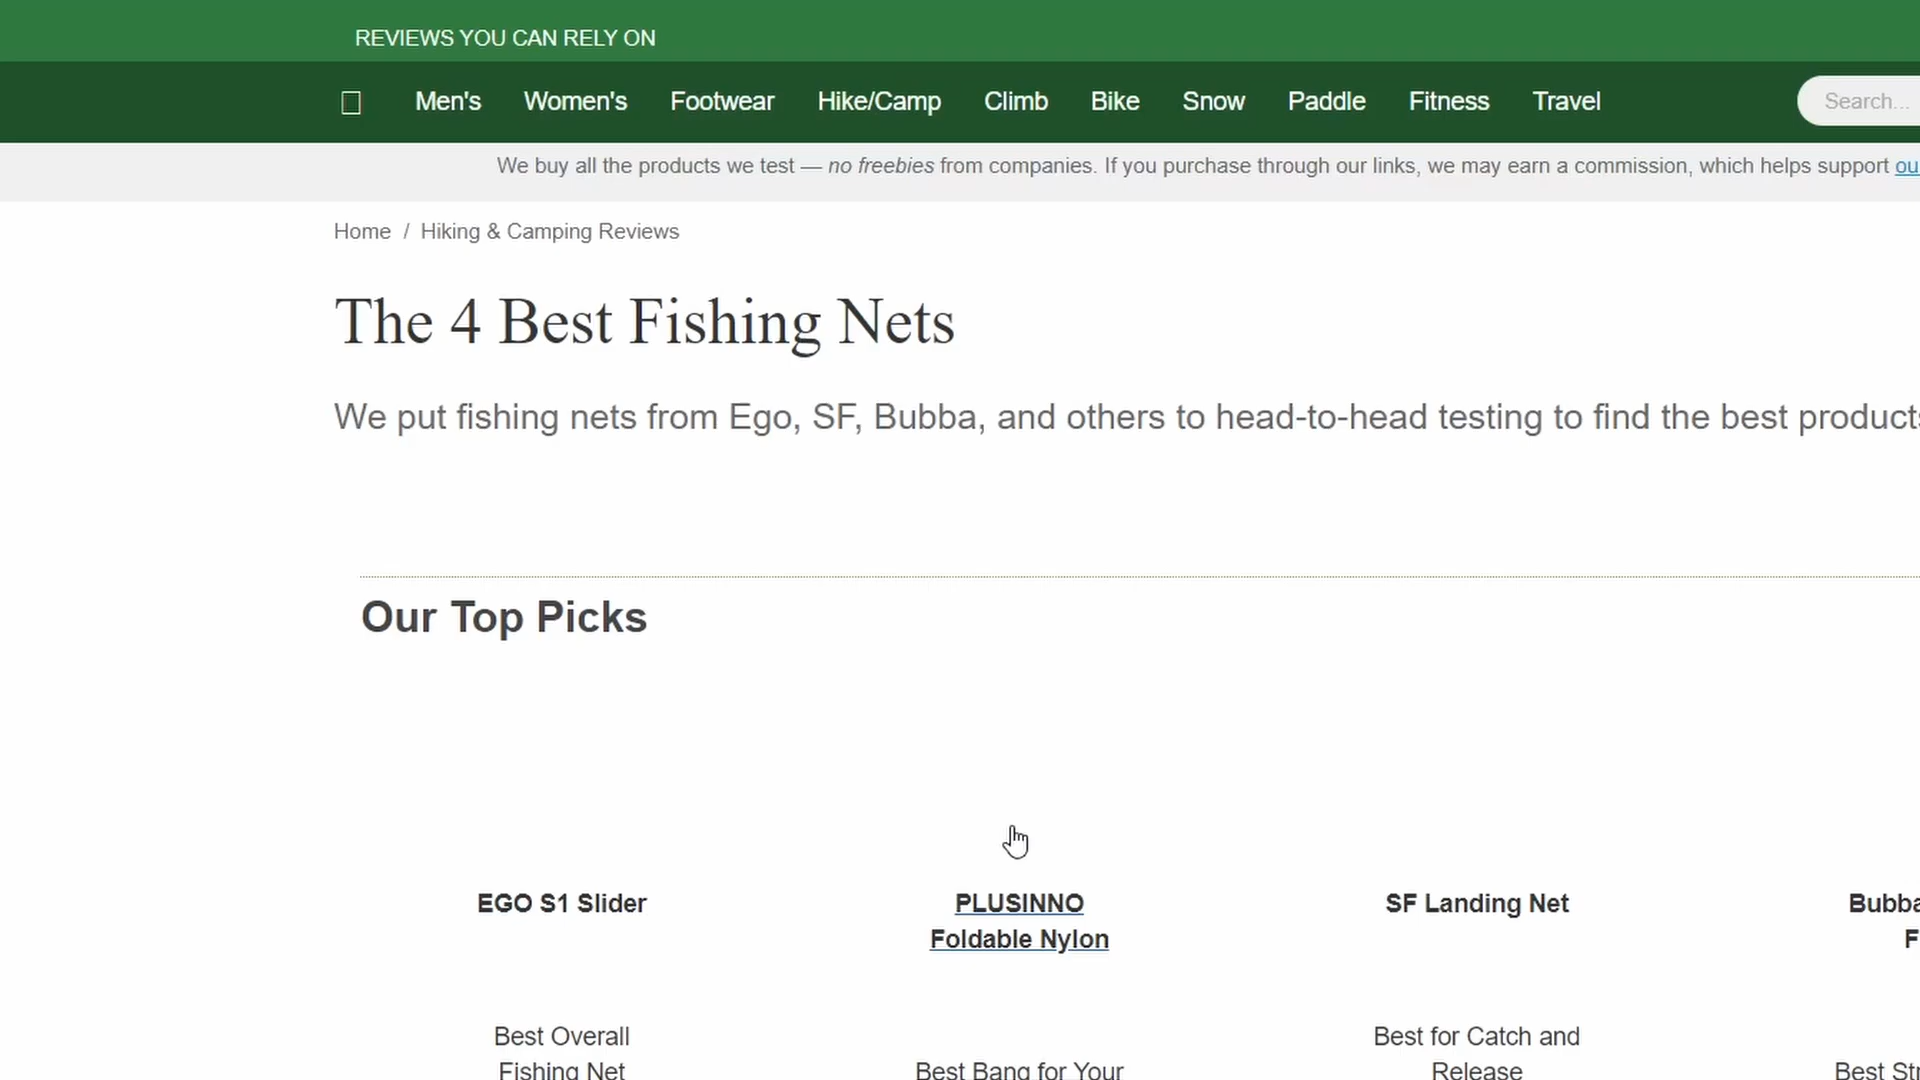 REVIEWS YOU CAN RELY ON
Men's Women's Footwear Hike/Camp Climb Bike Snow Paddle Fitness Travel Search...
We buy all the products we test — no freebies from companies. If you purchase through our links, we may earn a commission, which helps support ou
Home / Hiking & Camping Reviews
The 4 Best Fishing Nets
We put fishing nets from Ego, SF, Bubba, and others to head-to-head testing to find the best products
Our Top Picks
EGO S1 Slider
PLUSINNO
Foldable Nylon
SF Landing Net
Bubba
F
Best Overall
Fishing Net
Best Bang for Your
Best for Catch and
Release
Best Str